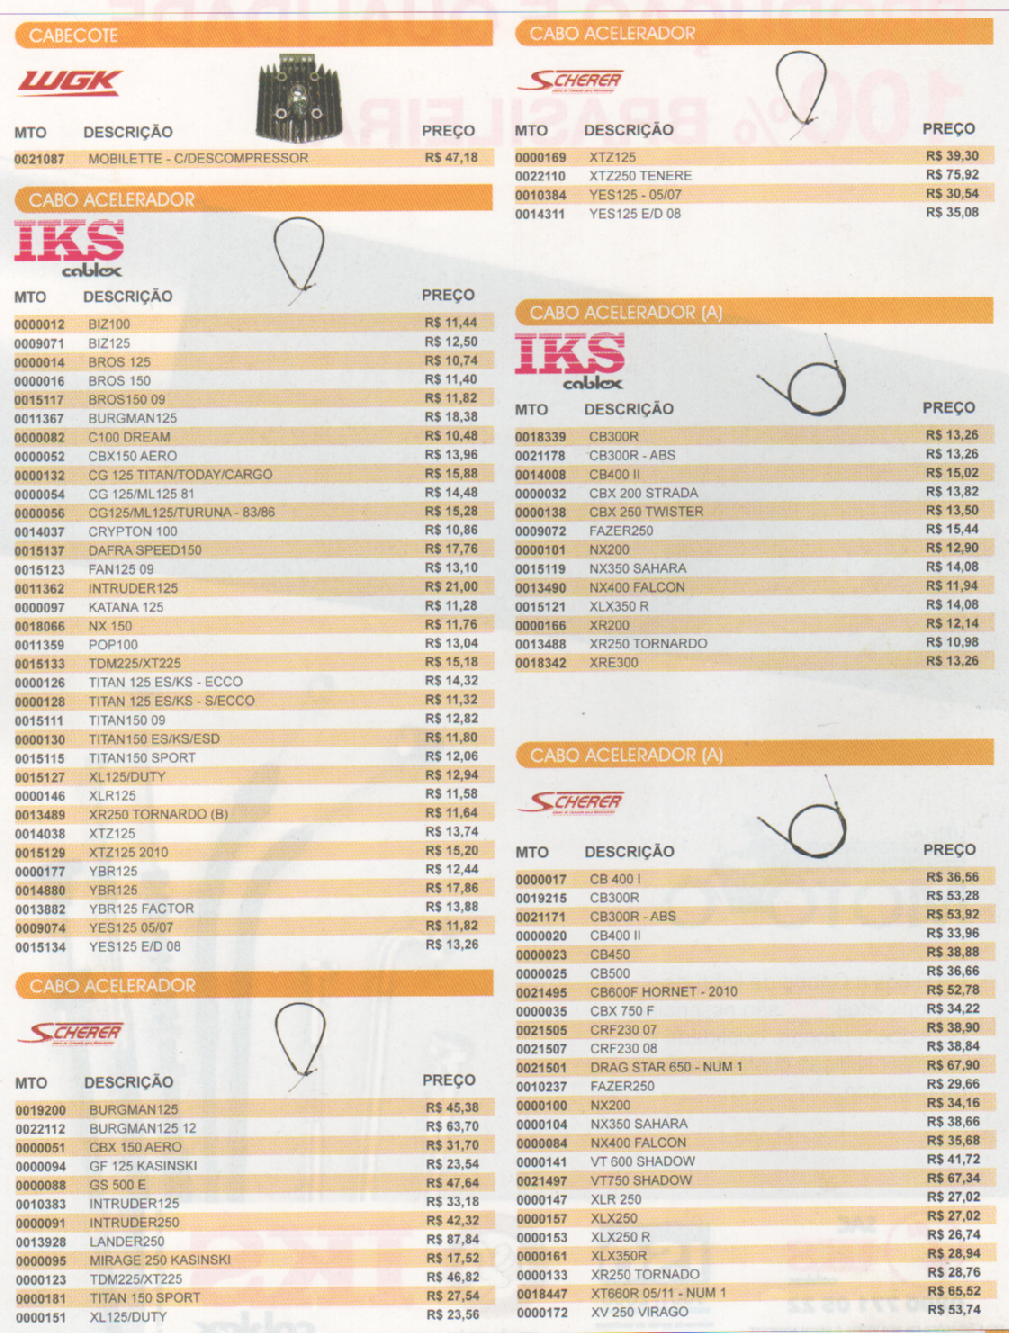 CABECOTE
WGK
MTO DESCRIÇÃO PREÇO
0021087 MOBILETTE - C/DESCOMPRESSOR R$ 47,18
CABO ACELERADOR
IKS
cablex
MTO DESCRIÇÃO PREÇO
0000012 BIZ100 R$ 11,44
0009071 BIZ125 R$ 12,50
0000014 BROS 125 R$ 10,74
0000016 BROS 150 R$ 11,40
0015117 BROS150 09 R$ 11,82
0011367 BURGMAN125 R$ 18,38
0000082 C100 DREAM R$ 10,48
0000052 CBX150 AERO R$ 13,96
0000132 CG 125 TITAN/TODAY/CARGO R$ 15,88
0000054 CG 125/ML125 81 R$ 14,48
0000056 CG125/ML125/TURUNA - 83/86 R$ 15,28
0014037 CRYPTON 100 R$ 10,86
0015137 DAFRA SPEED150 R$ 17,76
0015123 FAN125 09 R$ 13,10
0011362 INTRUDER125 R$ 21,00
0000097 KATANA 125 R$ 11,28
0018066 NX 150 R$ 11,76
0011359 POP100 R$ 13,04
0015133 TDM225/XT225 R$ 15,18
0000126 TITAN 125 ES/KS - ECCO R$ 14,32
0000128 TITAN 125 ES/KS - S/ECCO R$ 11,32
0015111 TITAN150 09 R$ 12,82
0000130 TITAN150 ES/KS/ESD R$ 11,80
0015115 TITAN150 SPORT R$ 12,06
0015127 XL125/DUTY R$ 12,94
0000146 XLR125 R$ 11,58
0013489 XR250 TORNARDO (B) R$ 11,64
0014038 XTZ125 R$ 13,74
0015129 XTZ125 2010 R$ 15,20
0000177 YBR125 R$ 12,44
0014880 YBR125 R$ 17,86
0013882 YBR125 FACTOR R$ 13,88
0009074 YES125 05/07 R$ 11,82
0015134 YES125 E/D 08 R$ 13,26
CABO ACELERADOR
SCHERER
MTO DESCRIÇÃO PREÇO
0019200 BURGMAN125 R$ 45,38
0022112 BURGMAN125 12 R$ 63,70
0000051 CBX 150 AERO R$ 31,70
0000094 GF 125 KASINSKI R$ 23,54
0000088 GS 500 E R$ 47,64
0010383 INTRUDER125 R$ 33,18
0000091 INTRUDER250 R$ 42,32
0013928 LANDER250 R$ 87,84
0000095 MIRAGE 250 KASINSKI R$ 17,52
0000123 TDM225/XT225 R$ 46,82
0000181 TITAN 150 SPORT R$ 27,54
0000151 XL125/DUTY R$ 23,56
CABO ACELERADOR
SCHERER
MTO DESCRIÇÃO PREÇO
0000169 XTZ125 R$ 39,30
0022110 XTZ250 TENERE R$ 75,92
0010384 YES125 - 05/07 R$ 30,54
0014311 YES125 E/D 08 R$ 35,08
CABO ACELERADOR (A)
IKS
cablex
MTO DESCRIÇÃO PREÇO
0018339 CB300R R$ 13,26
0021178 CB300R - ABS R$ 13,26
0014008 CB400 II R$ 15,02
0000032 CBX 200 STRADA R$ 13,82
0000138 CBX 250 TWISTER R$ 13,50
0009072 FAZER250 R$ 15,44
0000101 NX200 R$ 12,90
0015119 NX350 SAHARA R$ 14,08
0013490 NX400 FALCON R$ 11,94
0015121 XLX350 R R$ 14,08
0000166 XR200 R$ 12,14
0013488 XR250 TORNARDO R$ 10,98
0018342 XRE300 R$ 13,26
CABO ACELERADOR (A)
SCHERER
MTO DESCRIÇÃO PREÇO
0000017 CB 400 I R$ 36,56
0019215 CB300R R$ 53,28
0021171 CB300R - ABS R$ 53,92
0000020 CB400 II R$ 33,96
0000023 CB450 R$ 38,88
0000025 CB500 R$ 36,66
0021495 CB600F HORNET - 2010 R$ 52,78
0000035 CBX 750 F R$ 34,22
0021505 CRF230 07 R$ 38,90
0021507 CRF230 08 R$ 38,84
0021501 DRAG STAR 650 - NUM 1 R$ 67,90
0010237 FAZER250 R$ 29,66
0000100 NX200 R$ 34,16
0000104 NX350 SAHARA R$ 38,66
0000084 NX400 FALCON R$ 35,68
0000141 VT 600 SHADOW R$ 41,72
0021497 VT750 SHADOW R$ 67,34
0000147 XLR 250 R$ 27,02
0000157 XLX250 R$ 27,02
0000153 XLX250 R R$ 26,74
0000161 XLX350R R$ 28,94
0000133 XR250 TORNADO R$ 28,76
0018447 XT660R 05/11 - NUM 1 R$ 65,52
0000172 XV 250 VIRAGO R$ 53,74